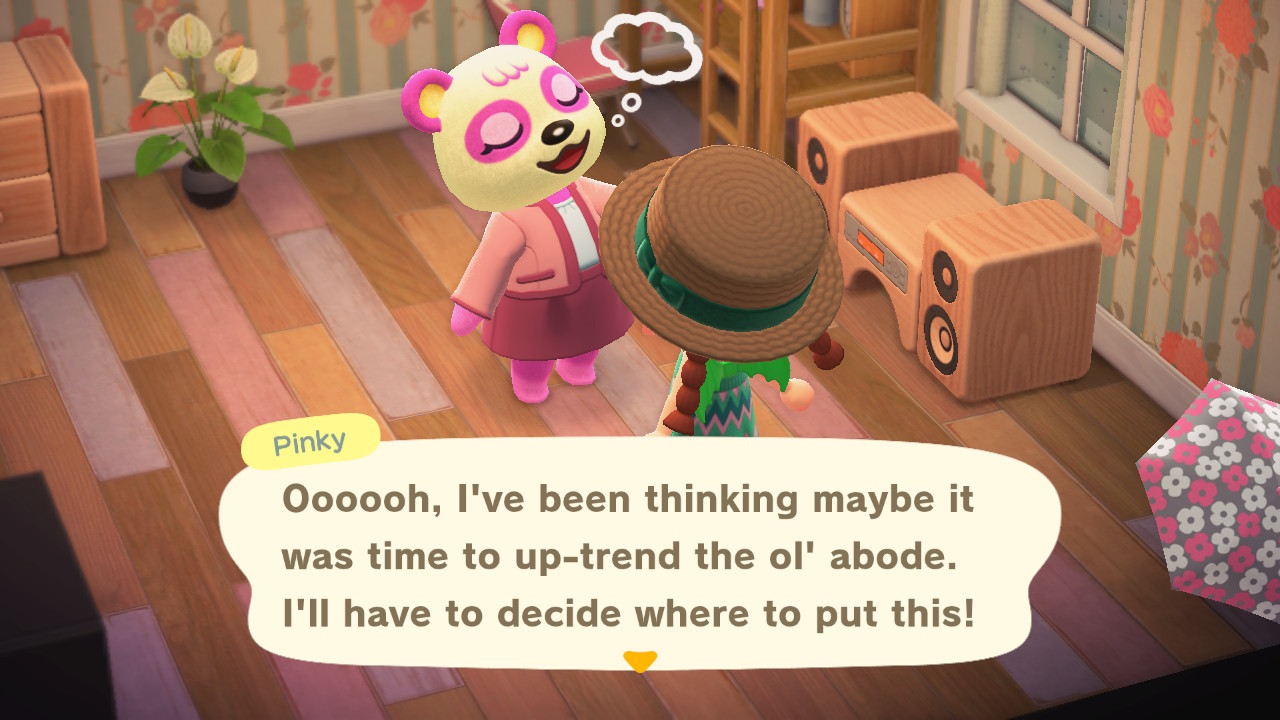 Pinky
Oooooh, I've been thinking maybe it
was time to up-trend the ol' abode.
I'll have to decide where to put this!